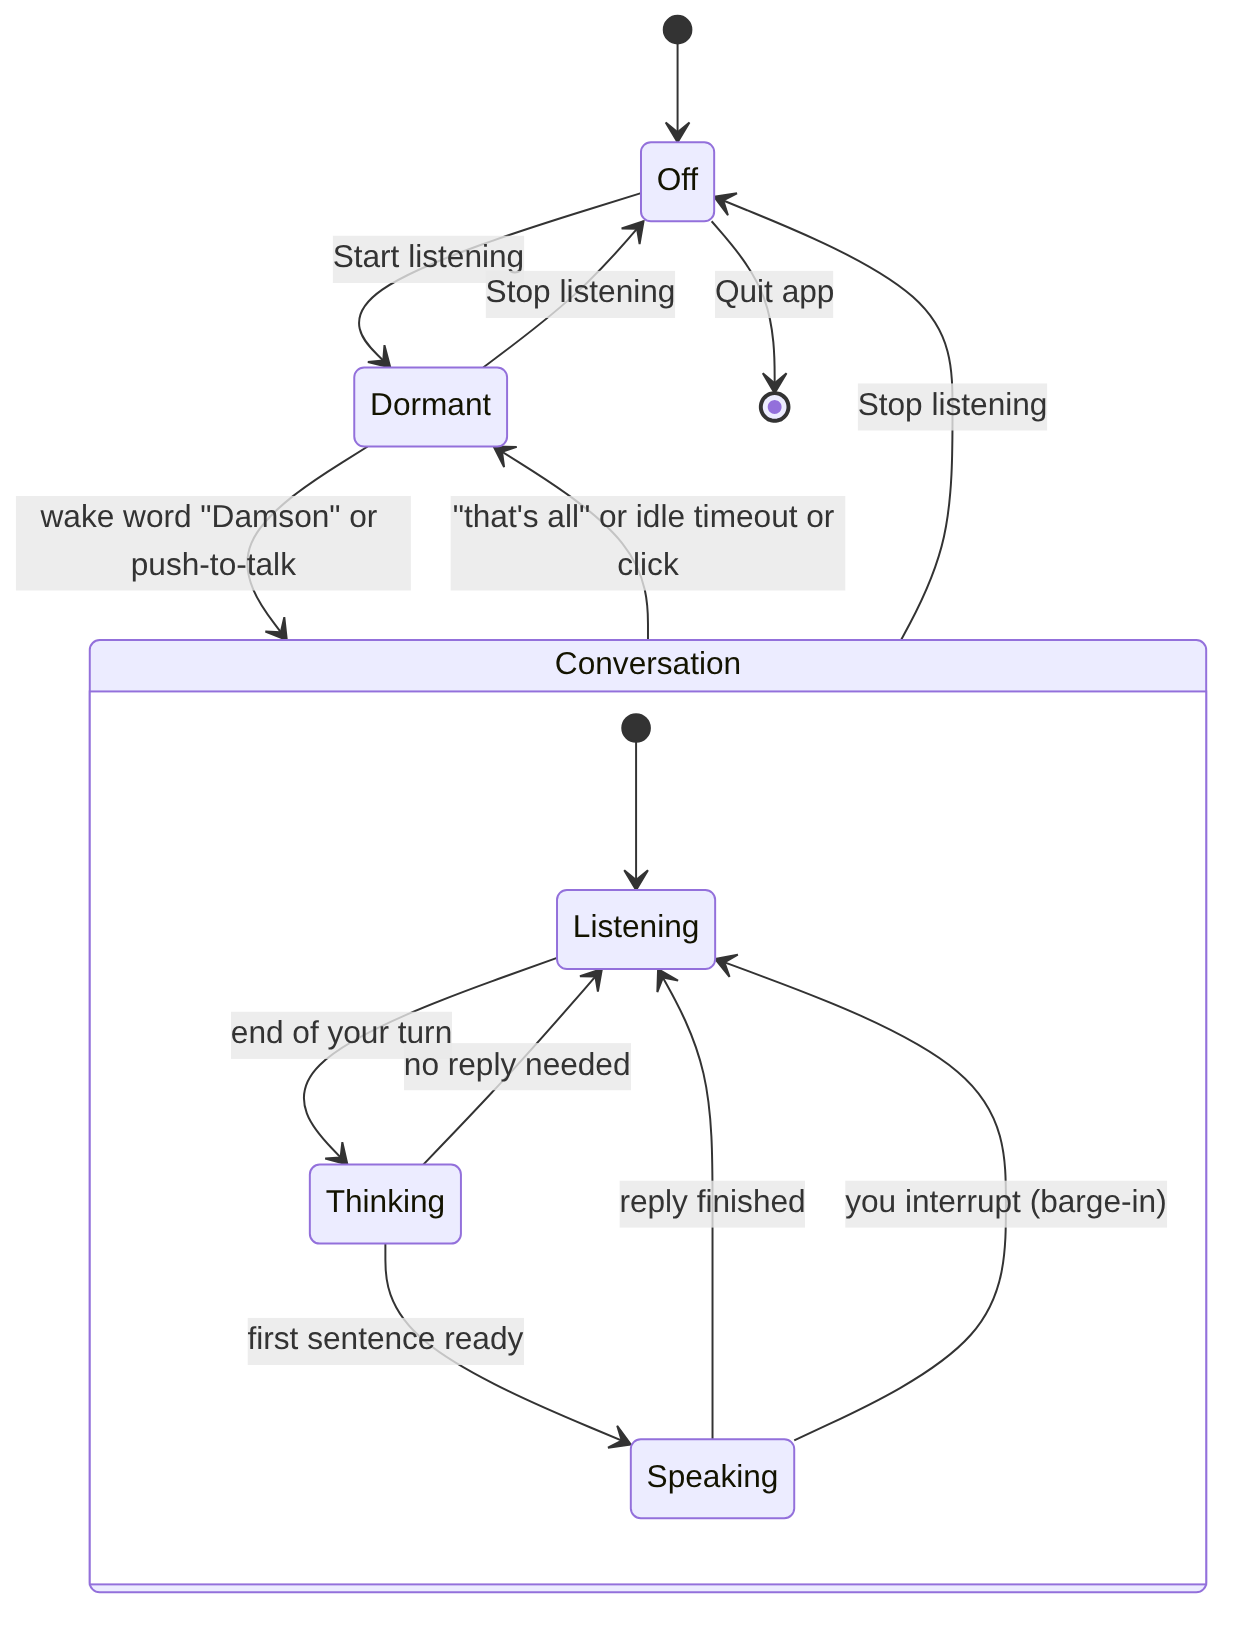 Off
Start listening
Stop listening
Quit app
Dormant
Stop listening
wake word "Damson" or
push-to-talk
"that's all" or idle timeout or
click
Conversation
Listening
end of your turn
no reply needed
Thinking
reply finished
you interrupt (barge-in)
first sentence ready
Speaking